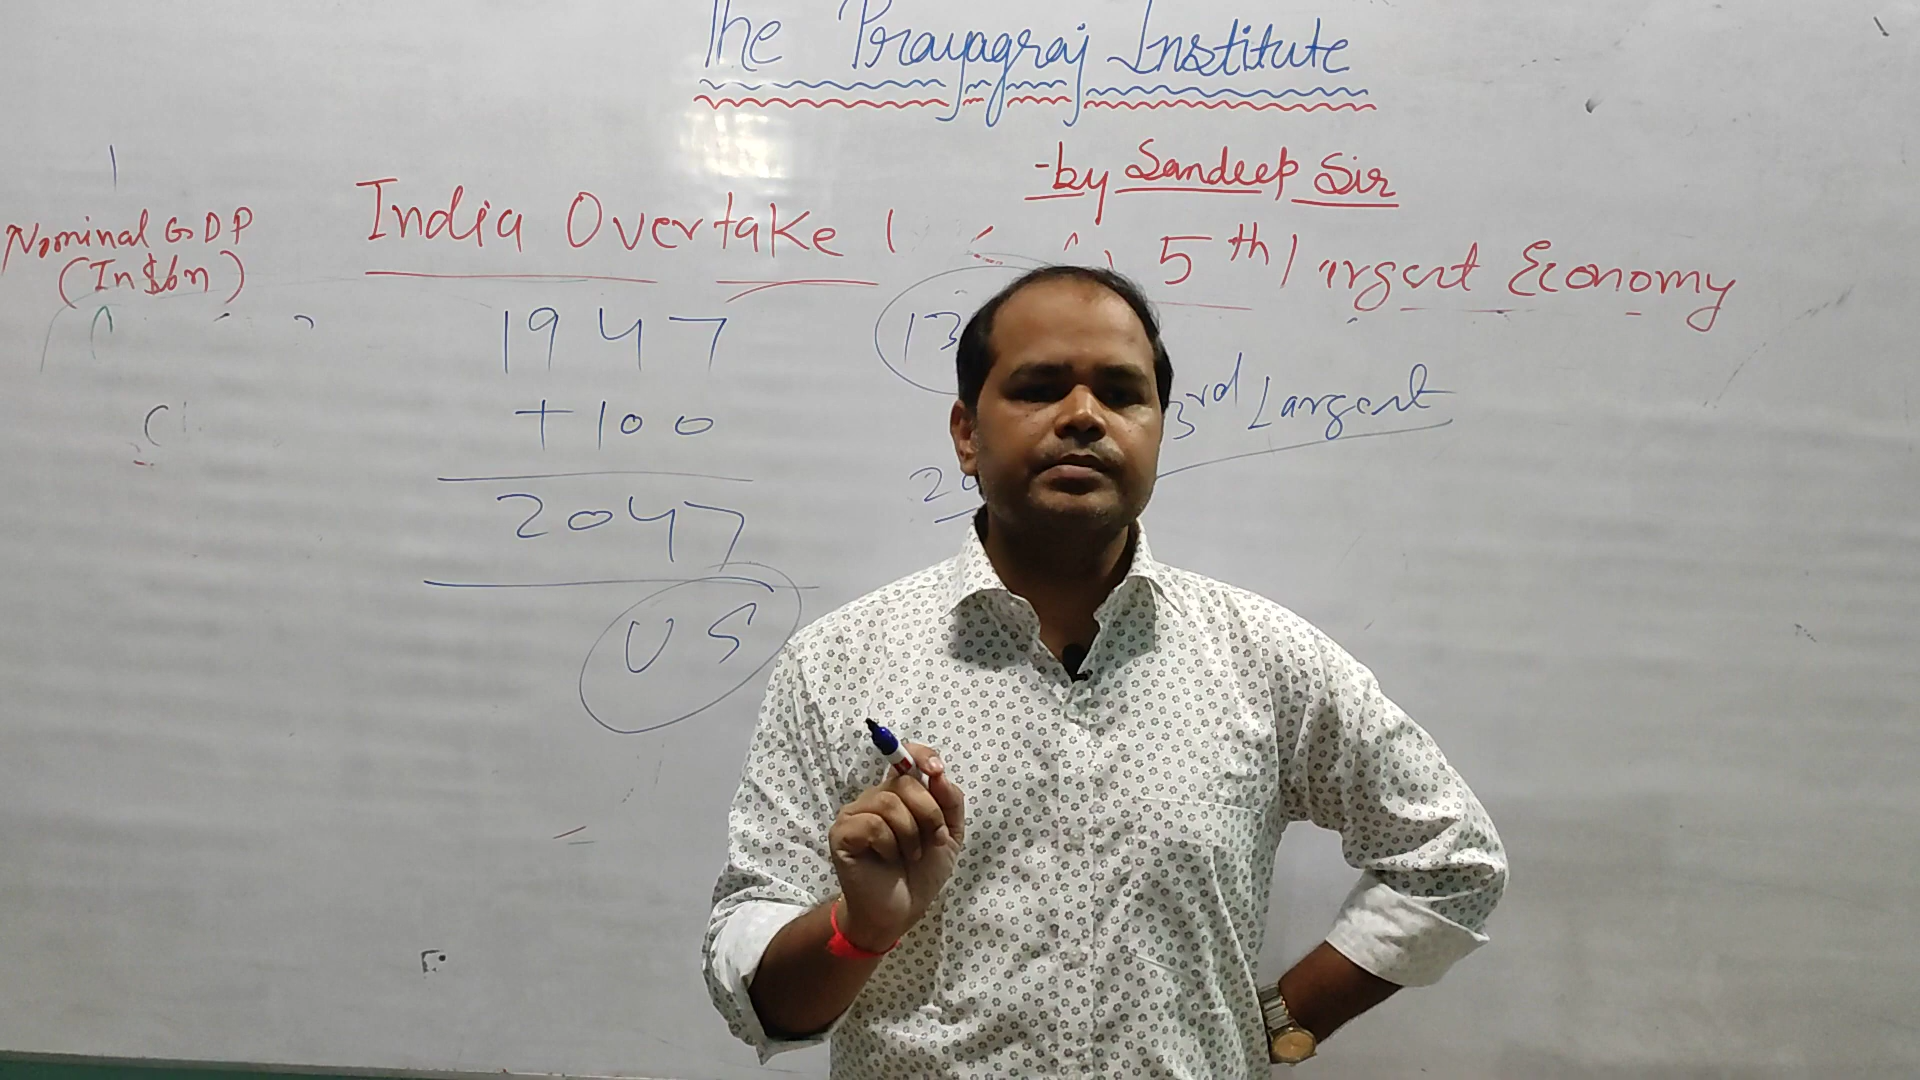 The Prayagraj Institute
-by Sandeep Sir
Nominal GDP
(In $bn)
India Overtake
5th largest Economy
1947
13
+100
3rd Largest
2047
US